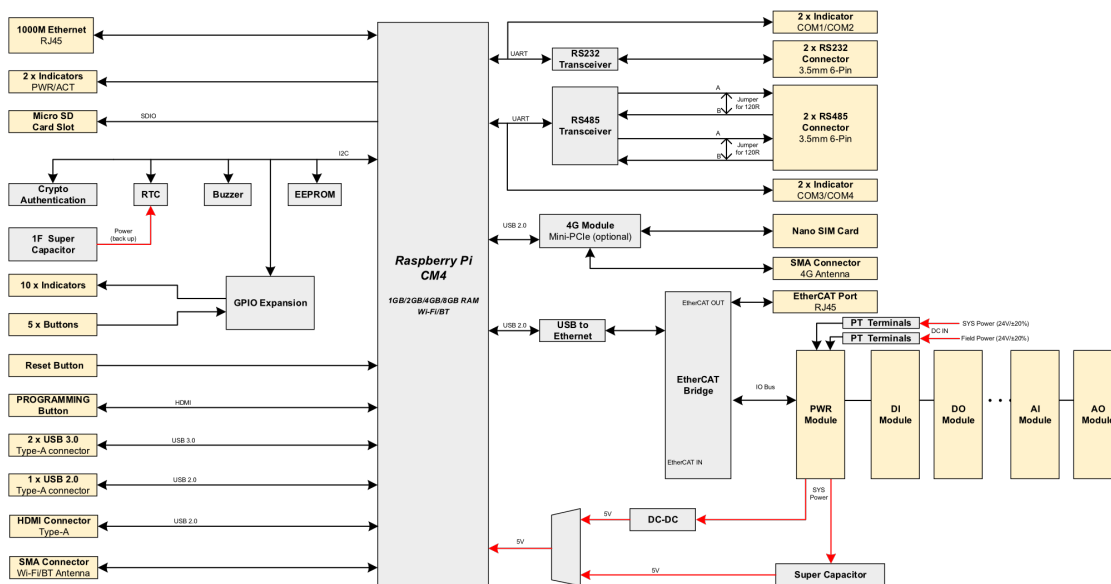 1000M Ethernet
RJ45
2 x Indicators
PWR/ACT
Micro SD
Card Slot
SDIO
I2C
Crypto
Authentication
RTC
Buzzer
EEPROM
1F Super
Capacitor
Power
(back up)
10 x Indicators
GPIO Expansion
5 x Buttons
Reset Button
PROGRAMMING
Button
HDMI
2 x USB 3.0
Type-A connector
USB 3.0
1 x USB 2.0
Type-A connector
USB 2.0
HDMI Connector
Type-A
USB 2.0
SMA Connector
Wi-Fi/BT Antenna
Raspberry Pi
CM4
1GB/2GB/4GB/8GB RAM
Wi-Fi/BT
2 x Indicator
COM1/COM2
UART
RS232
Transceiver
2 x RS232
Connector
3.5mm 6-Pin
UART
RS485
Transceiver
A
Jumper
for 120R
B
A
Jumper
for 120R
B
2 x RS485
Connector
3.5mm 6-Pin
2 x Indicator
COM3/COM4
USB 2.0
4G Module
Mini-PCIe (optional)
Nano SIM Card
SMA Connector
4G Antenna
USB 2.0
USB to
Ethernet
EtherCAT OUT
EtherCAT
Bridge
EtherCAT IN
EtherCAT Port
RJ45
PT Terminals
SYS Power (24V/±20%)
DC IN
PT Terminals
Field Power (24V/±20%)
IO Bus
PWR
Module
DI
Module
DO
Module
AI
Module
AO
Module
SYS
Power
5V
5V
DC-DC
5V
Super Capacitor